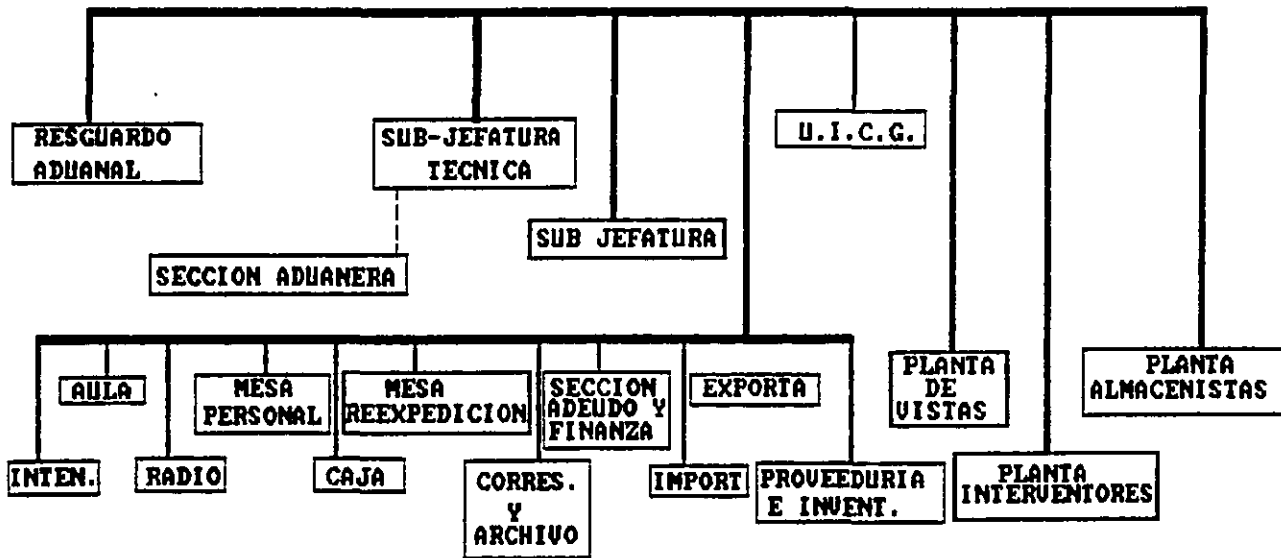 RESGUARDO
ADUANAL
SUB-JEFATURA
TECNICA
U.I.C.G.
SUB JEFATURA
SECCION ADUANERA
AULA
MESA
PERSONAL
MESA
REEXPEDICION
SECCION
ADEUDO Y
FINANZA
EXPORTA
PLANTA
DE
VISTAS
PLANTA
ALMACENISTAS
INTEN.
RADIO
CAJA
CORRES.
Y
ARCHIVO
IMPORT
PROVEEDURIA
E INVENT.
PLANTA
INTERVENTORES